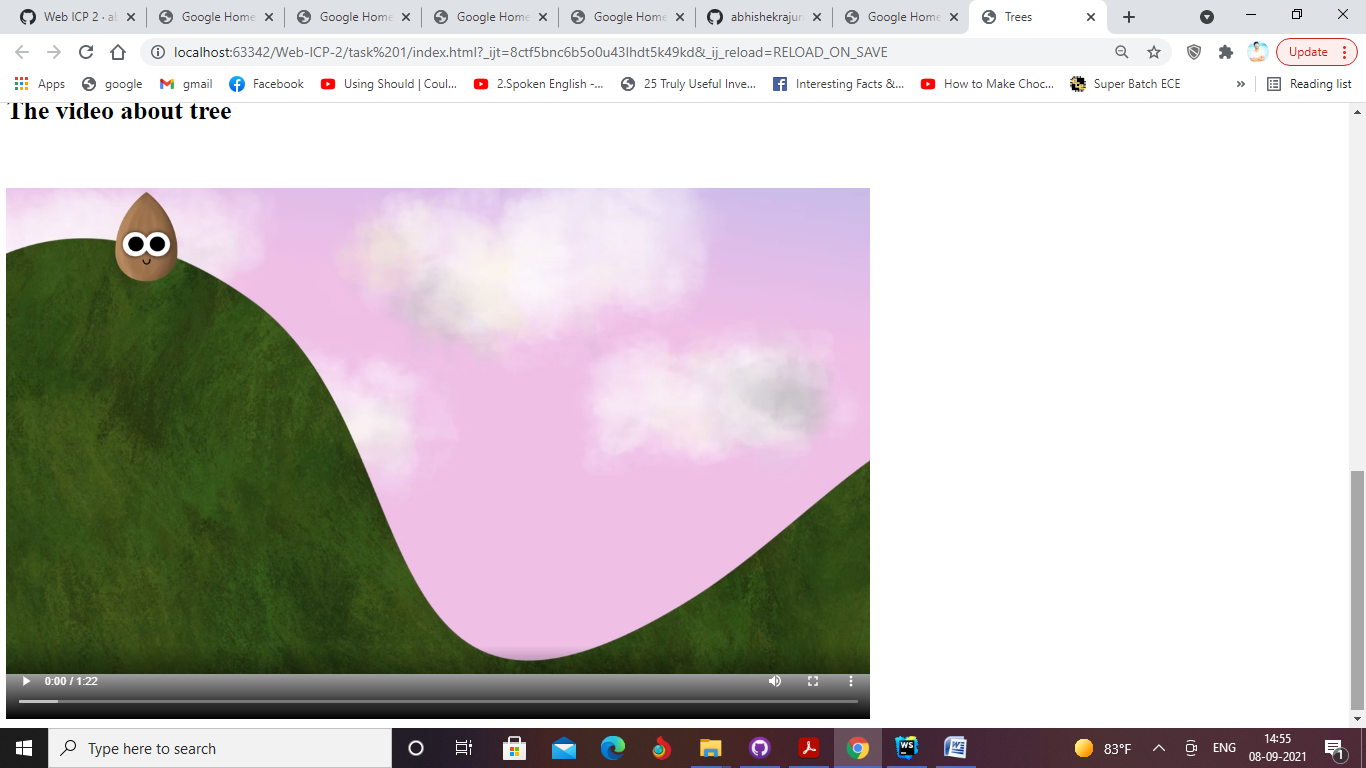 Web ICP 2 · al
Google Home
Google Home
Google Home
Google Home
abhishekrajur
Google Home
Trees
localhost:63342/Web-ICP-2/task%201/index.html?_ijt=8ctf5bnc6b5o0u43lhdt5k49kd&_ij_reload=RELOAD_ON_SAVE
Update
Apps
google
gmail
Facebook
Using Should | Coul...
2.Spoken English -...
25 Truly Useful Inve...
Interesting Facts &...
How to Make Choc...
Super Batch ECE
»
Reading list
The video about tree
0:00 / 1:22
Type here to search
WS
83°F
ENG
14:55
08-09-2021
1